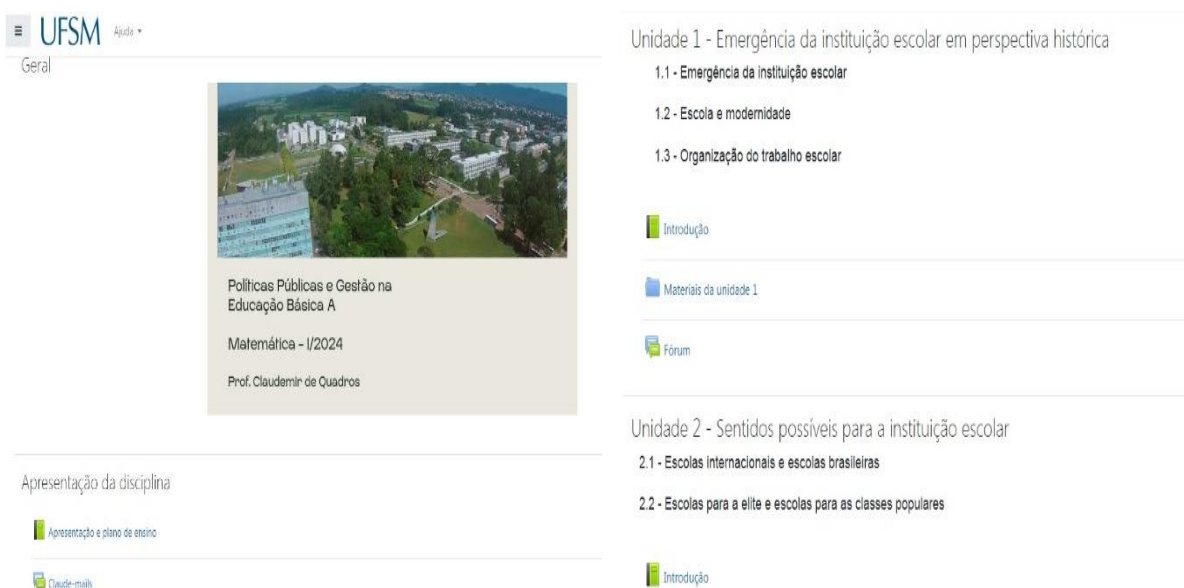 UFSM Ajuda
Geral
Políticas Públicas e Gestão na
Educação Básica A
Matemática - I/2024
Prof. Claudemir de Quadros
Apresentação da disciplina
Apresentação e plano de ensino
Claude-mails
Unidade 1 - Emergência da instituição escolar em perspectiva histórica
1.1 - Emergência da instituição escolar
1.2 - Escola e modernidade
1.3 - Organização do trabalho escolar
Introdução
Materiais da unidade 1
Fórum
Unidade 2 - Sentidos possíveis para a instituição escolar
2.1 - Escolas internacionais e escolas brasileiras
2.2 - Escolas para a elite e escolas para as classes populares
Introdução